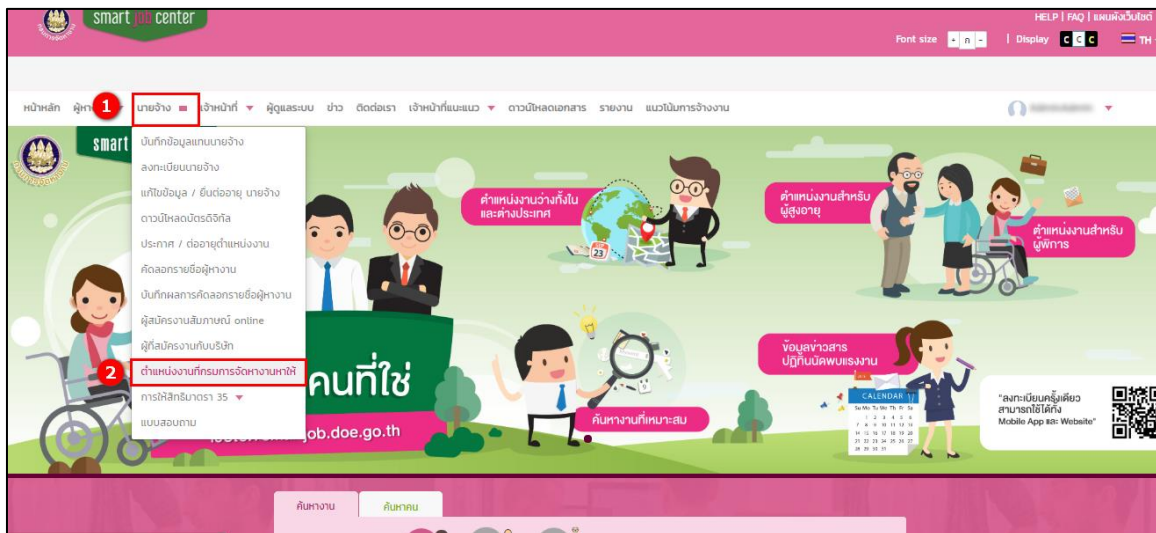 smart job center
HELP | FAQ | แผนผังเว็บไซต์
Font size + ก - | Display C C C TH
หน้าหลัก
1
นายจ้าง
เจ้าหน้าที่
ผู้ดูแลระบบ
ข่าว
ติดต่อเรา
เจ้าหน้าที่แนะแนว
ดาวน์โหลดเอกสาร
รายงาน
แนวโน้มการจ้างงาน
smart
บันทึกข้อมูลแทนนายจ้าง
ลงทะเบียนนายจ้าง
แก้ไขข้อมูล / ยื่นต่ออายุ นายจ้าง
ดาวน์โหลดบัตรดิจิทัล
ประกาศ / ต่ออายุตำแหน่งงาน
คัดลอกรายชื่อผู้หางาน
บันทึกผลการคัดลอกรายชื่อผู้หางาน
ผู้สมัครงานสัมภาษณ์ online
ผู้ที่สมัครงานกับบริษัท
2
ตำแหน่งงานที่กรมการจัดหางานหาให้
การให้สิทธิมาตรา 35
แบบสอบถาม
ตำแหน่งงานว่างทั้งใน
และต่างประเทศ
23
ตำแหน่งงานสำหรับ
ผู้สูงอายุ
ตำแหน่งงานสำหรับ
ผู้พิการ
คนที่ใช่
job.doe.go.th
ค้นหางานที่เหมาะสม
ข้อมูลข่าวสาร
ปฏิทินนัดพบแรงงาน
CALENDAR
Su Mo Tu We Th Fr Sa
"ลงทะเบียนครั้งเดียว
สามารถใช้ได้ทั้ง
Mobile App และ Website"
ค้นหางาน
ค้นหาคน